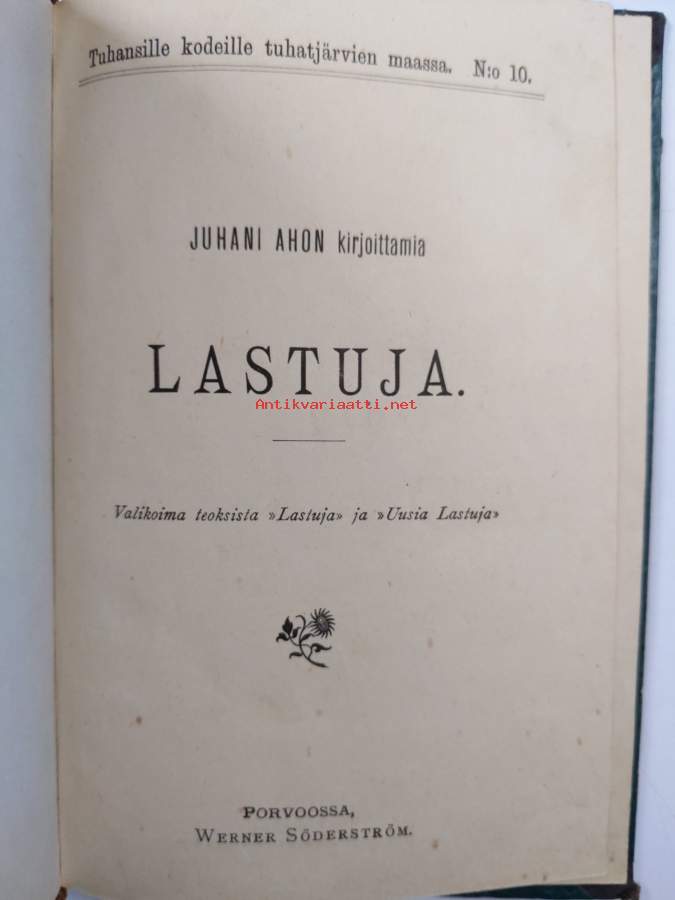 Tuhansille kodeille tuhatjärvien maassa. N:o 10.
JUHANI AHON kirjoittamia
LASTUJA.
Antikvariaatti.net
Valikoima teoksista »Lastuja» ja »Uusia Lastuja»
PORVOOSSA,
WERNER SÖDERSTRÖM.